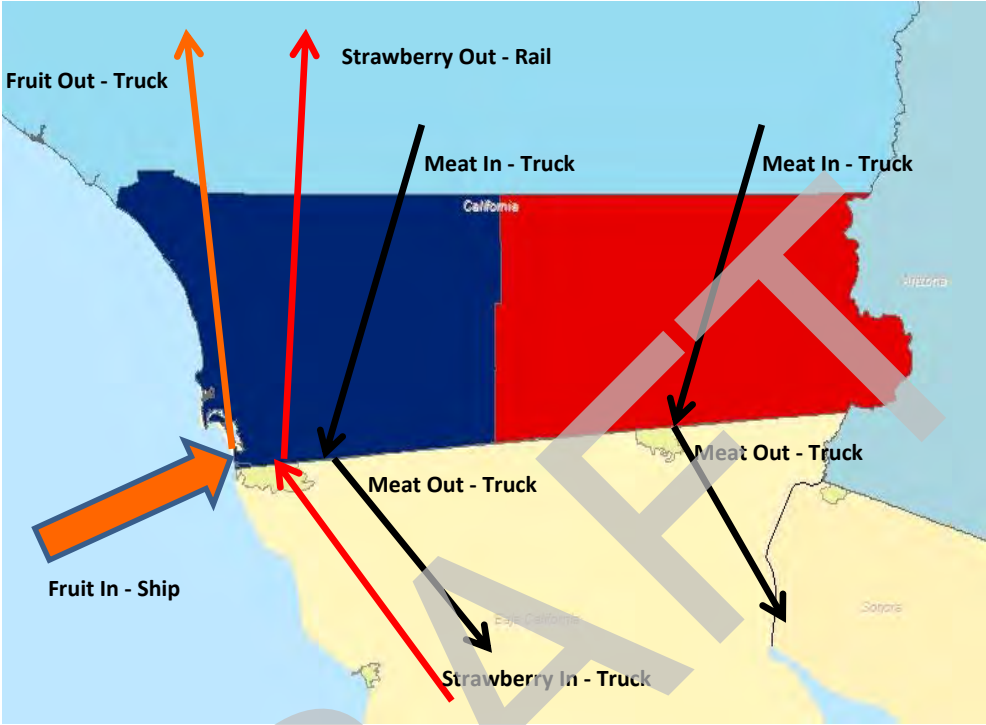 Strawberry Out - Rail
Fruit Out - Truck
Meat In - Truck
Meat In - Truck
California
Arizona
Meat Out - Truck
Meat Out - Truck
Fruit In - Ship
Sonora
Baja California
Strawberry In - Truck
DRAFT